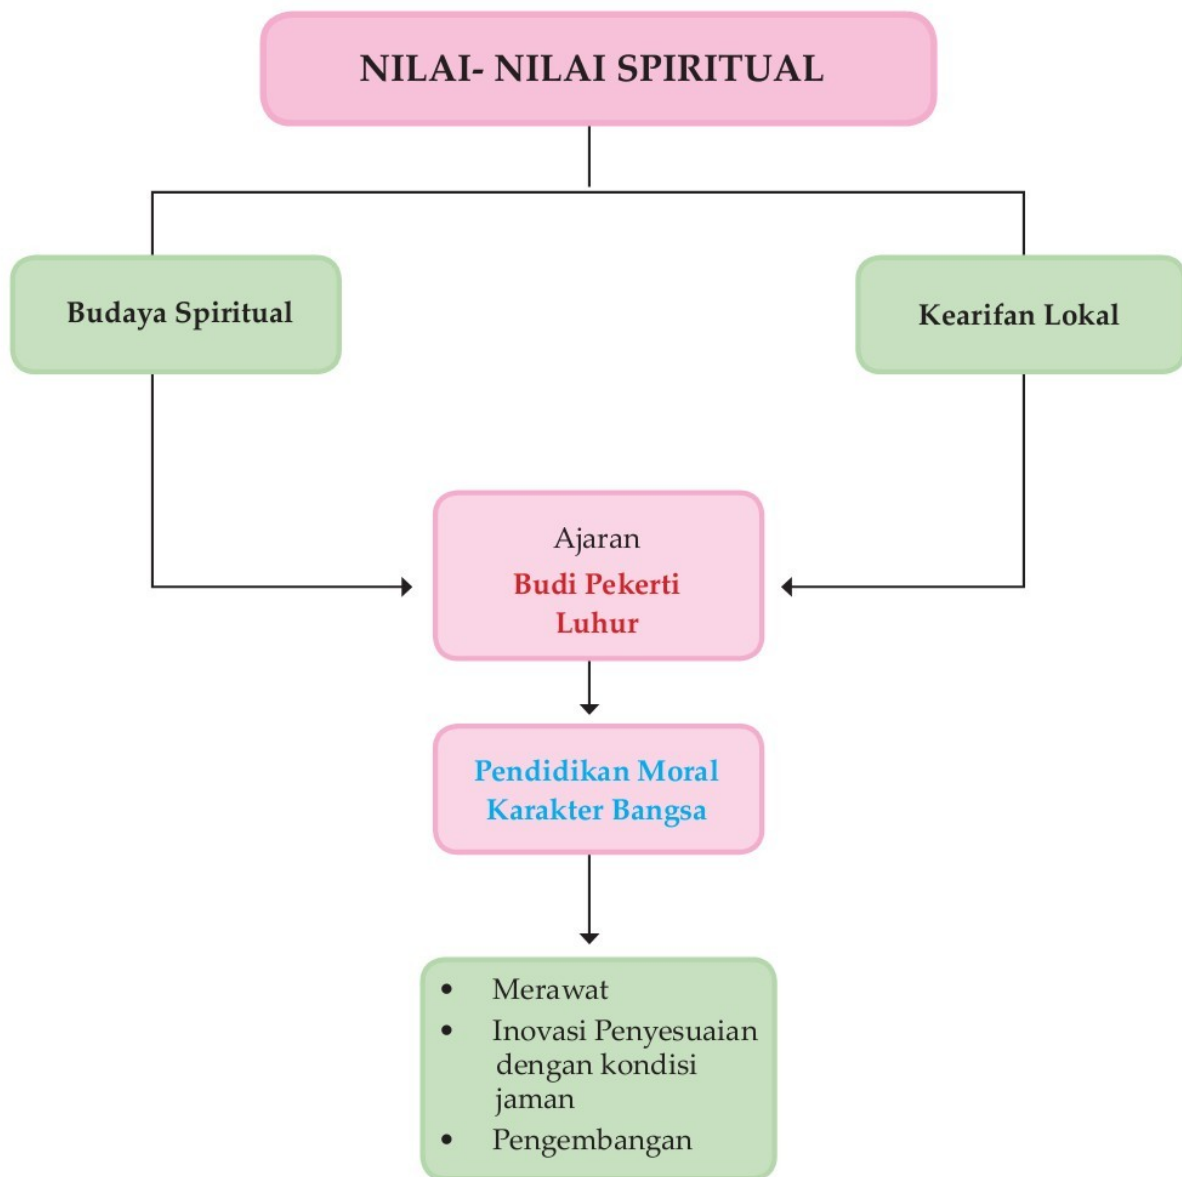 NILAI- NILAI SPIRITUAL
Budaya Spiritual
Kearifan Lokal
Ajaran
Budi Pekerti
Luhur
Pendidikan Moral
Karakter Bangsa
• Merawat
• Inovasi Penyesuaian
dengan kondisi
jaman
• Pengembangan